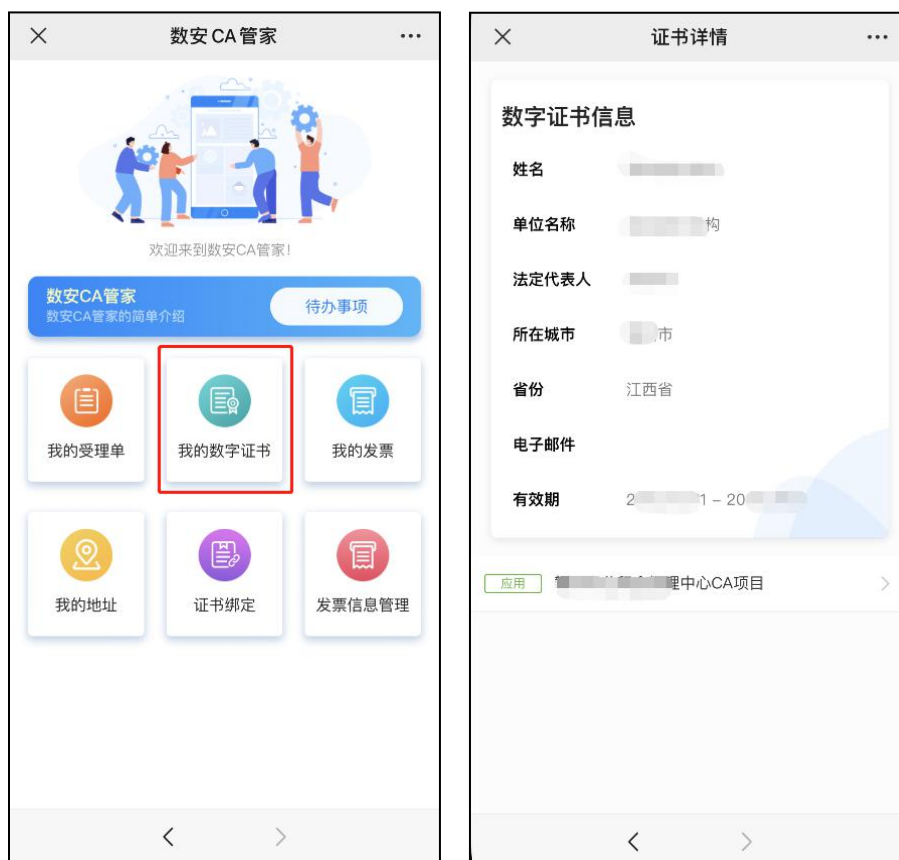 数安CA管家
欢迎来到数安CA管家!
数安CA管家
数安CA管家的简单介绍
待办事项
我的受理单
我的数字证书
我的发票
我的地址
证书绑定
发票信息管理
证书详情
数字证书信息
姓名
单位名称 构
法定代表人
所在城市 市
省份 江西省
电子邮件
有效期 2 1 – 20
应用 理中心CA项目